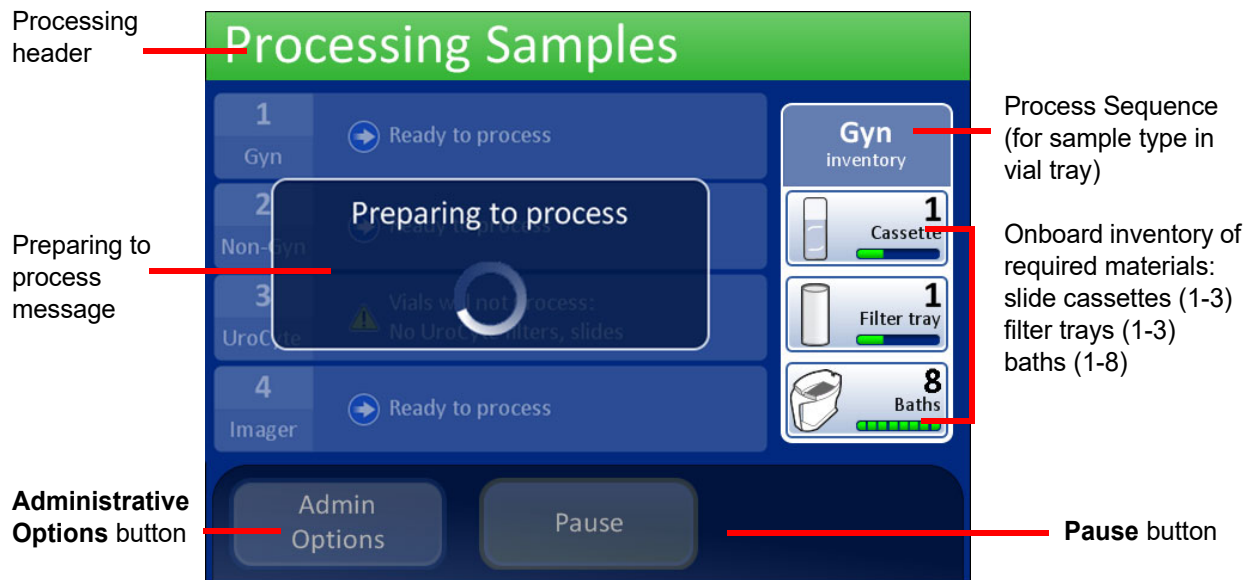 Processing
header
Processing Samples
1
Gyn
Ready to process
2
Non-Gyn
Ready to process
3
UroCyte
Vials will not process:
No UroCyte filters, slides
4
Imager
Ready to process
Preparing to process
Gyn
inventory
1
Cassette
1
Filter tray
8
Baths
Admin
Options
Pause
Preparing to
process
message
Administrative
Options button
Process Sequence
(for sample type in
vial tray)
Onboard inventory of
required materials:
slide cassettes (1-3)
filter trays (1-3)
baths (1-8)
Pause button